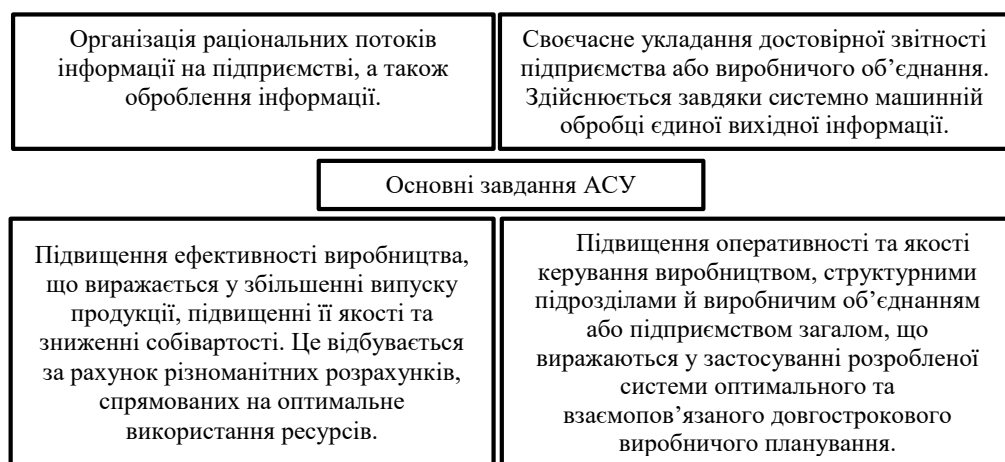 Організація раціональних потоків
інформації на підприємстві, а також
оброблення інформації.
Своєчасне укладання достовірної звітності
підприємства або виробничого об’єднання.
Здійснюється завдяки системно машинній
обробці єдиної вихідної інформації.
Основні завдання АСУ
Підвищення ефективності виробництва,
що виражається у збільшенні випуску
продукції, підвищенні її якості та
зниженні собівартості. Це відбувається
за рахунок різноманітних розрахунків,
спрямованих на оптимальне
використання ресурсів.
Підвищення оперативності та якості
керування виробництвом, структурними
підрозділами й виробничим об’єднанням
або підприємством загалом, що
виражаються у застосуванні розробленої
системи оптимального та
взаємопов’язаного довгострокового
виробничого планування.